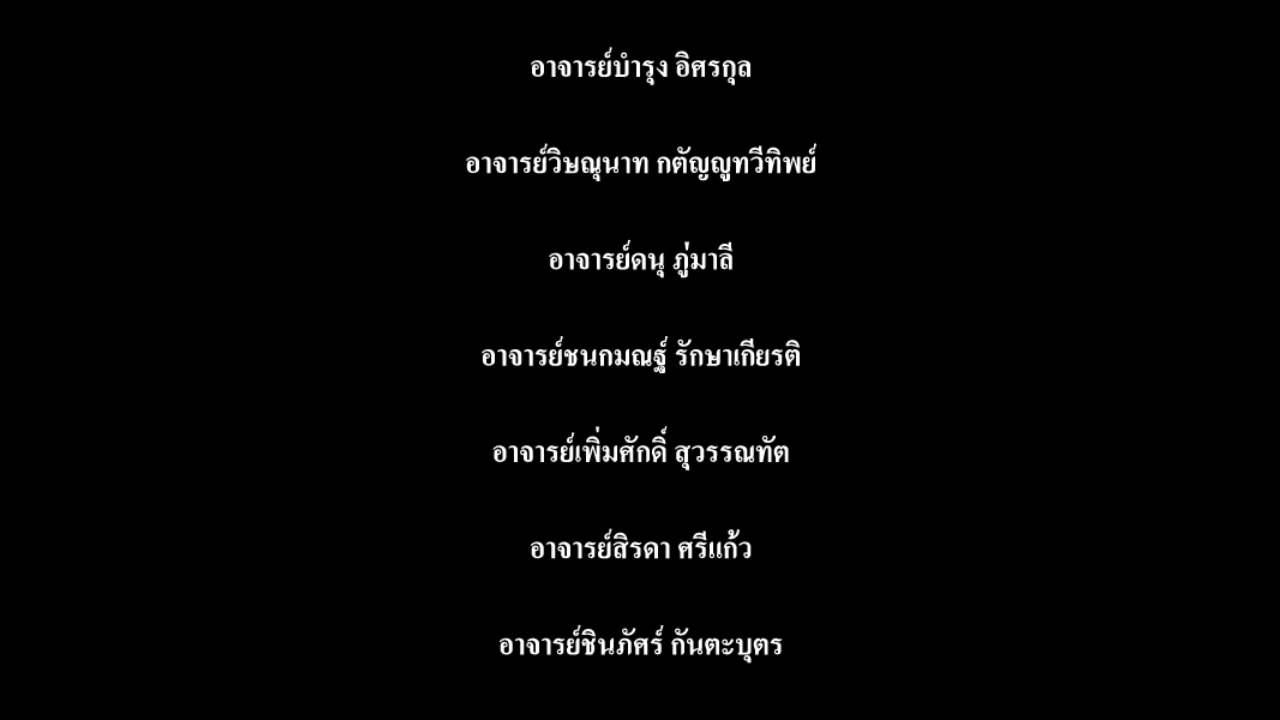 อาจารย์บำรุง อิศรกุล
อาจารย์วิษณุนาท กตัญญูทวีทิพย์
อาจารย์ดนุ ภู่มาลี
อาจารย์ชนกมณฐ์ รักษาเกียรติ
อาจารย์เพิ่มศักดิ์ สุวรรณทัต
อาจารย์สิรดา ศรีแก้ว
อาจารย์ชินภัศร์ กันตะบุตร